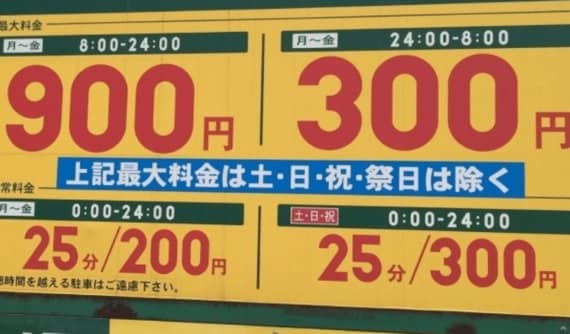 最大料金
月～金 8:00-24:00
900円
月～金 24:00-8:00
300円
上記最大料金は土・日・祝・祭日は除く
常料金
月～金 0:00-24:00
25分/200円
土・日・祝 0:00-24:00
25分/300円
時間を越える駐車はご遠慮下さい。